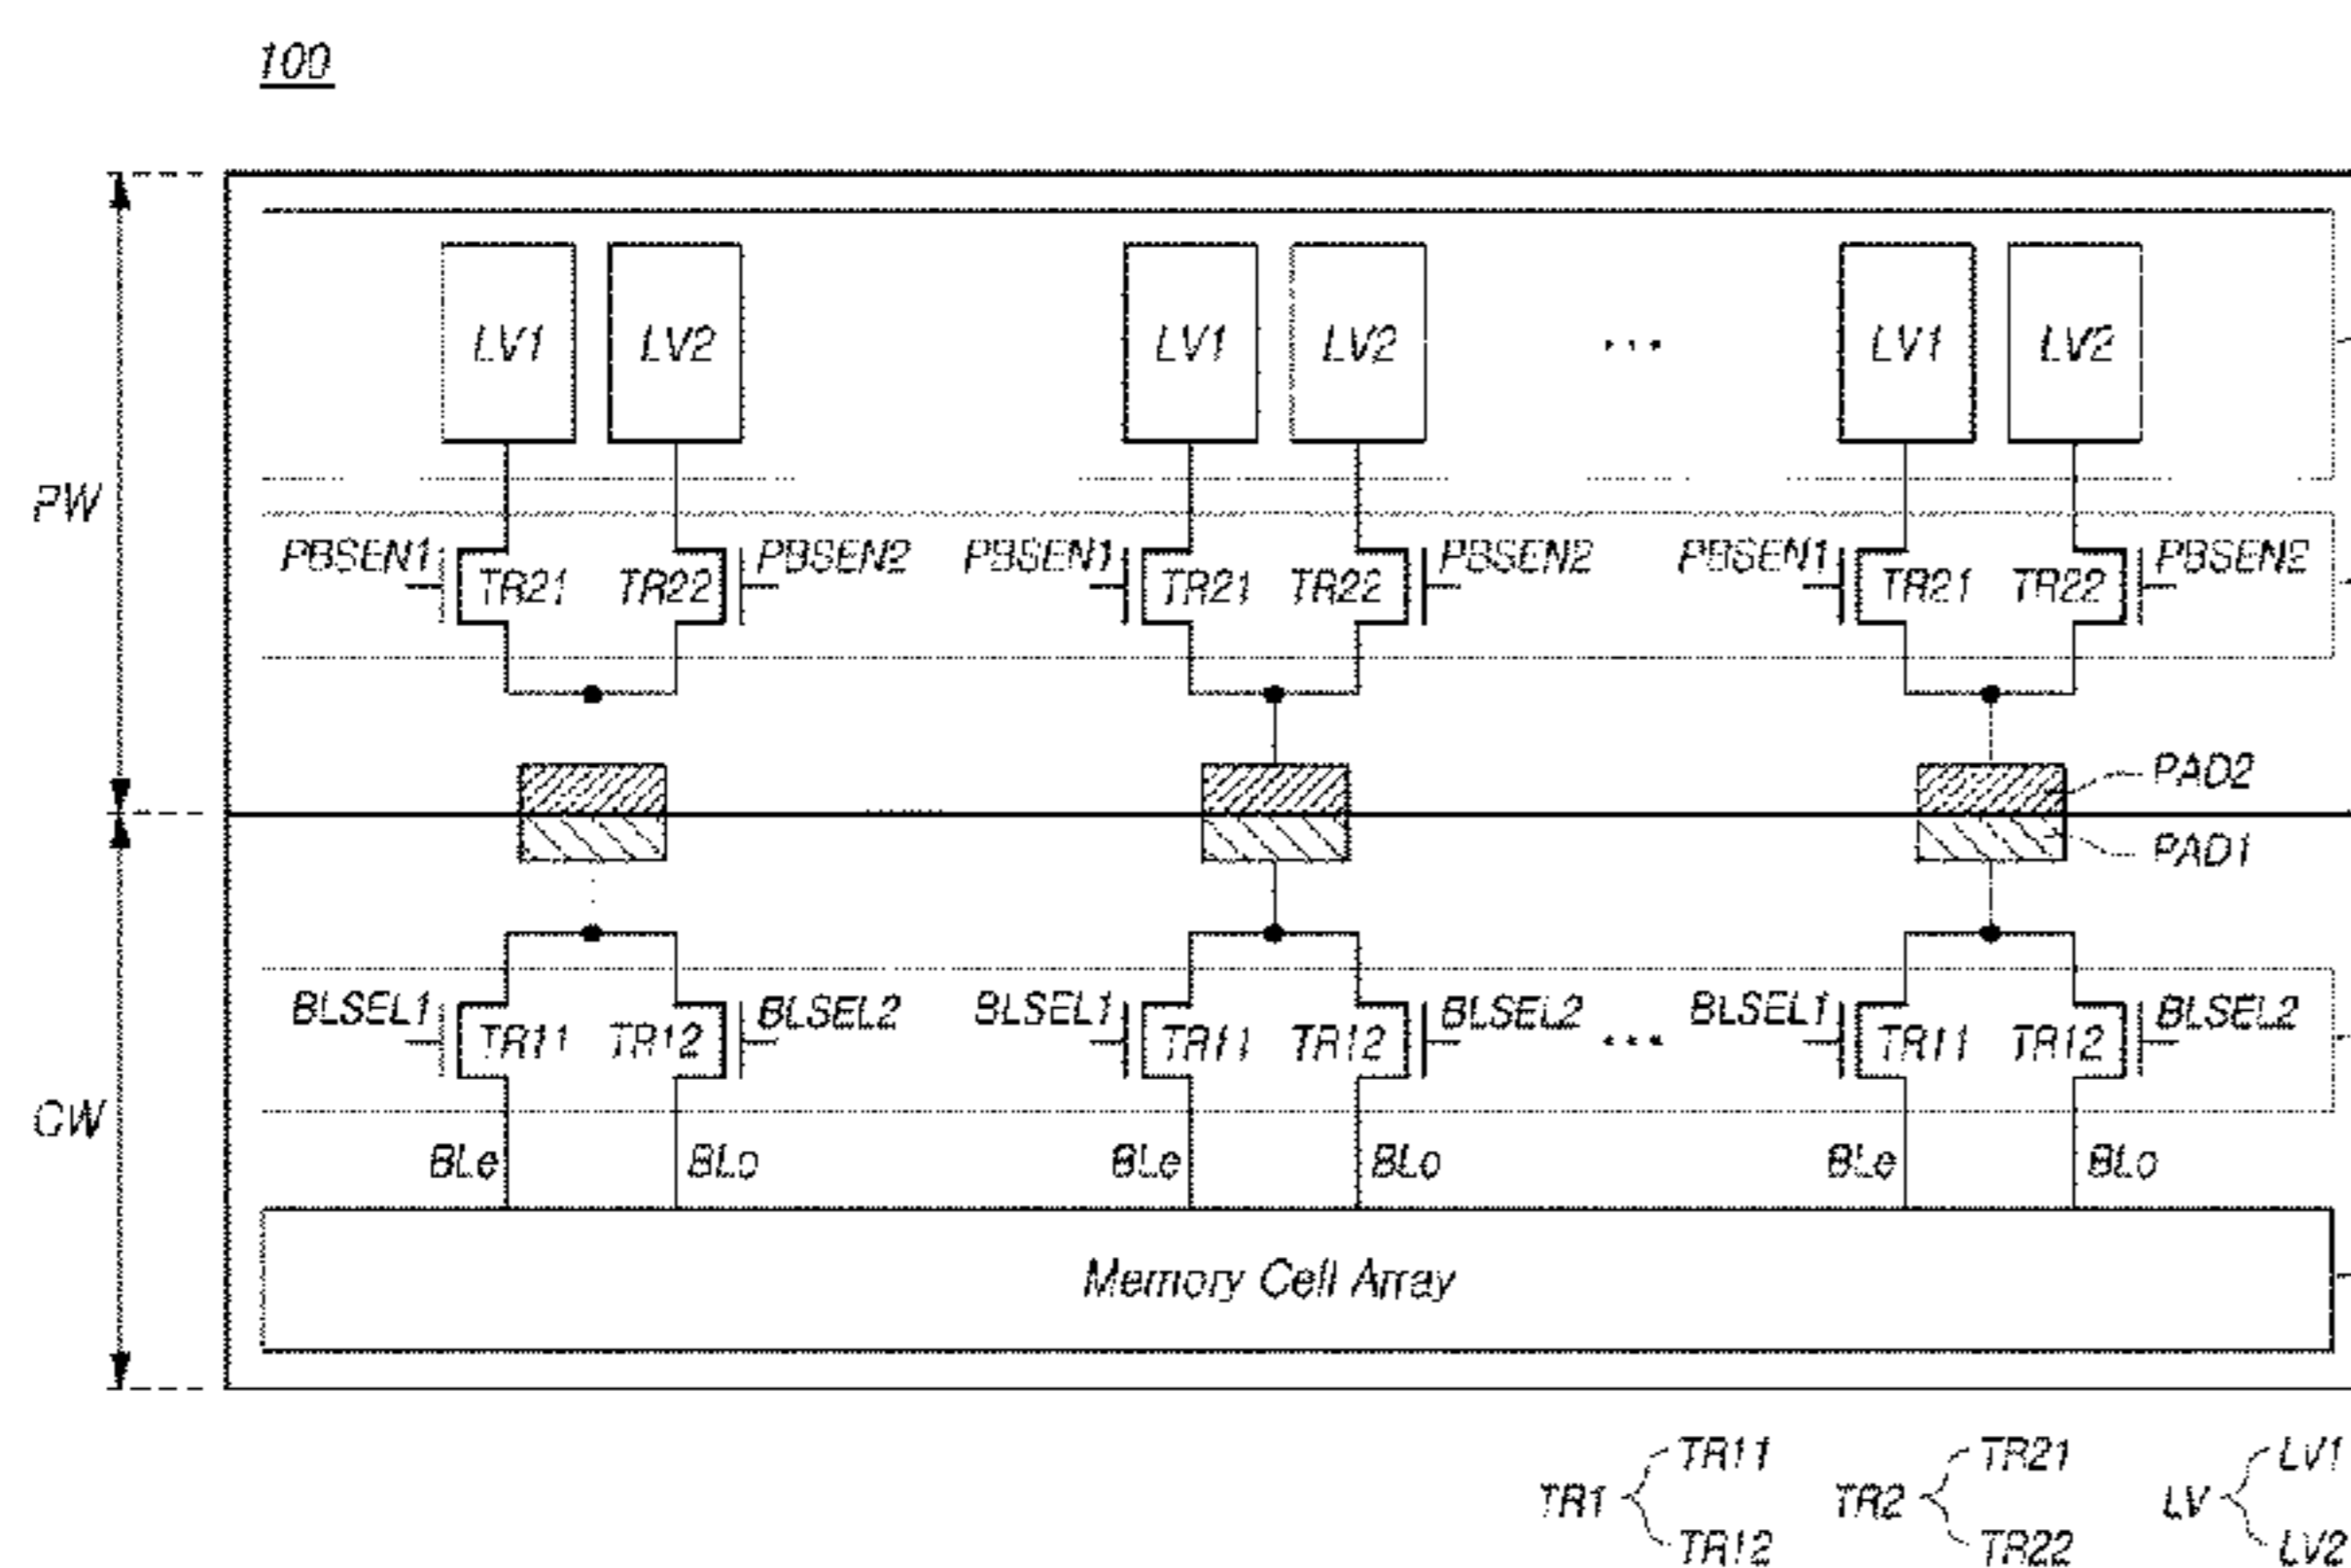 100
LV1 LV2 LV1 LV2 ... LV1 LV2
PW
PBSEN1 TR21 TR22 PBSEN2 PBSEN1 TR21 TR22 PBSEN2 PBSEN1 TR21 TR22 PBSEN2
PAD2
PAD1
BLSEL1 TR11 TR12 BLSEL2 BLSEL1 TR11 TR12 BLSEL2 ... BLSEL1 TR11 TR12 BLSEL2
CW
BLe BLo BLe BLo BLe BLo
Memory Cell Array
TR11 TR21 LV1
TR1 TR2 LV
TR12 TR22 LV2